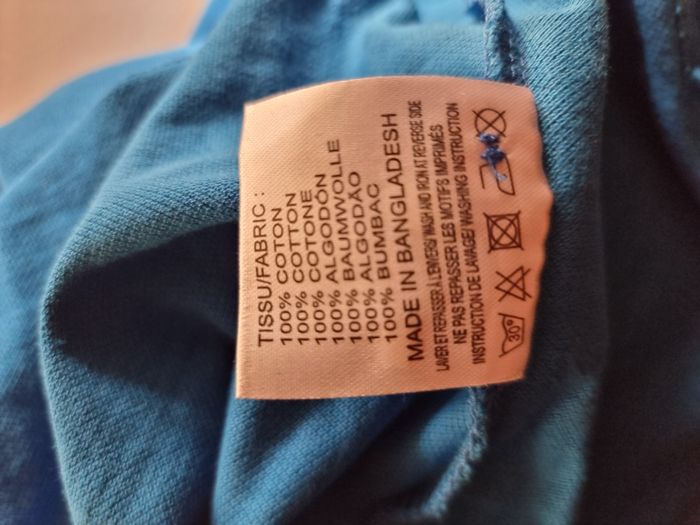 TISSU/FABRIC :
100% COTON
100% COTTON
100% COTONE
100% ALGODÓN
100% BAUMWOLLE
100% ALGODÃO
100% BUMBAC
MADE IN BANGLADESH
LAVER ET REPASSER À L'ENVERS/WASH AND IRON AT REVERSE SIDE
NE PAS REPASSER LES MOTIFS IMPRIMÉS
INSTRUCTION DE LAVAGE/WASHING INSTRUCTION
30°